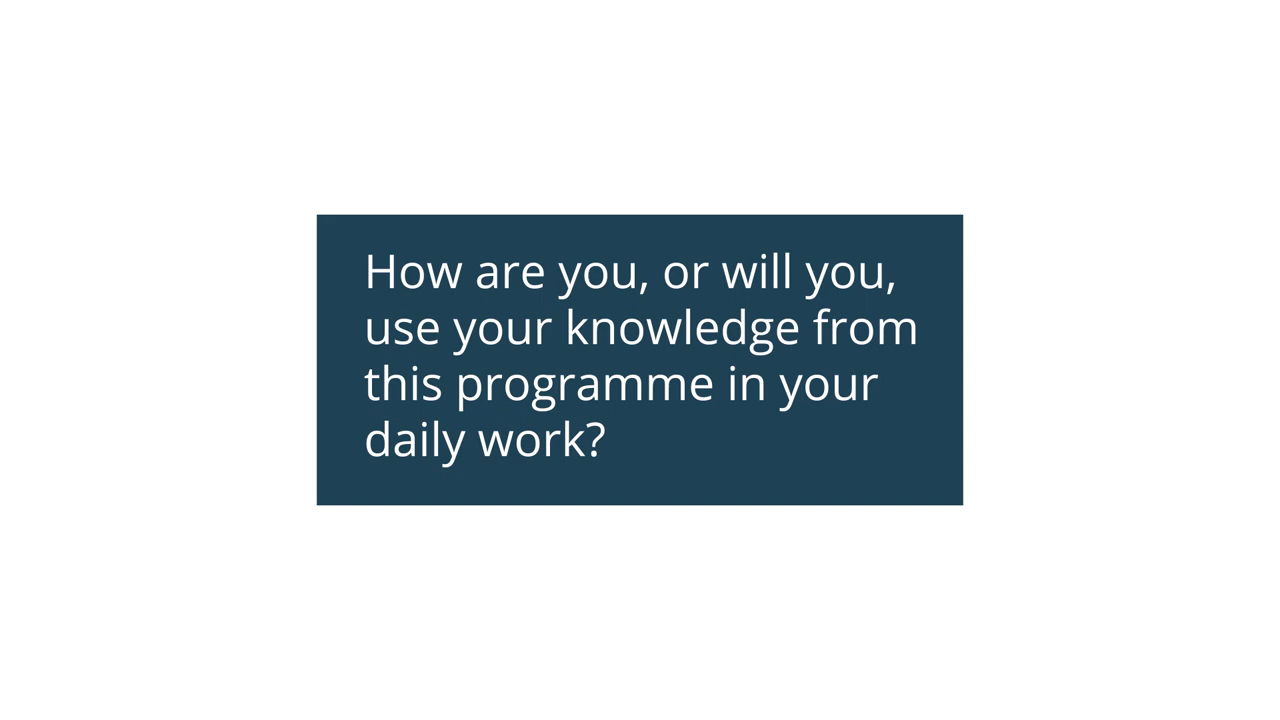 How are you, or will you,
use your knowledge from
this programme in your
daily work?